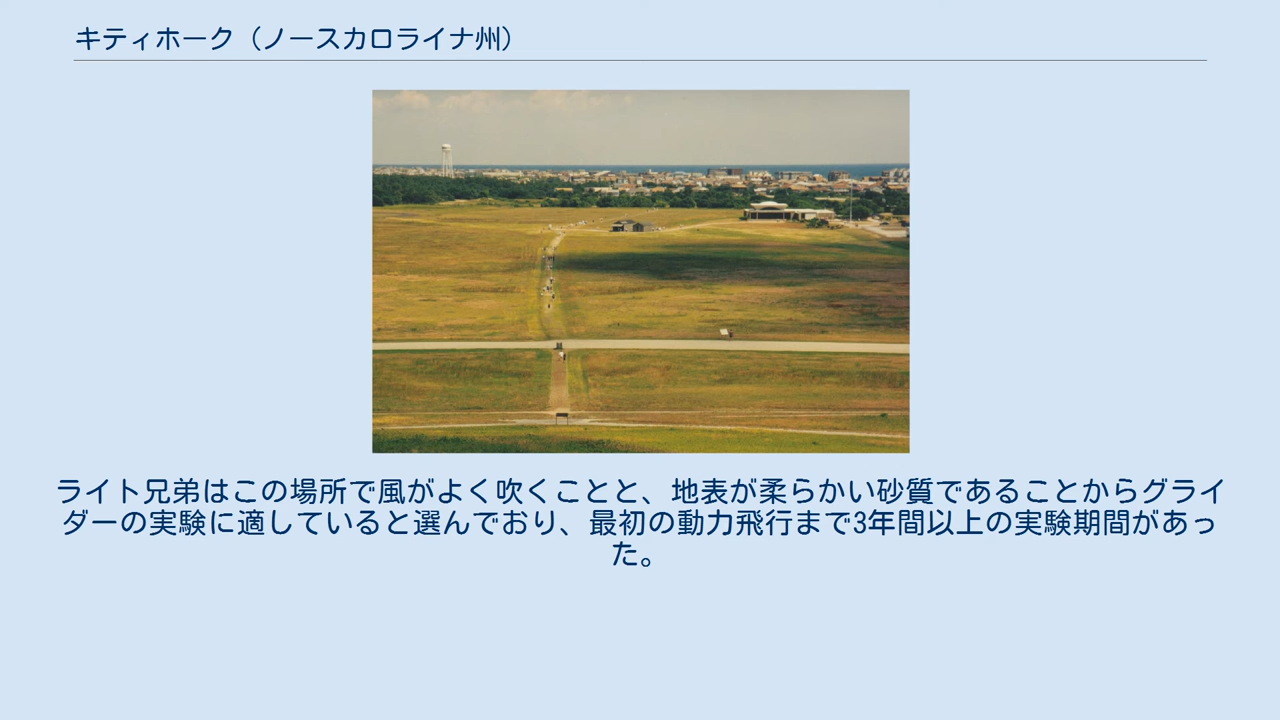 キティホーク（ノースカロライナ州）
ライト兄弟はこの場所で風がよく吹くことと、地表が柔らかい砂質であることからグライ
ダーの実験に適していると選んでおり、最初の動力飛行まで3年間以上の実験期間があっ
た。